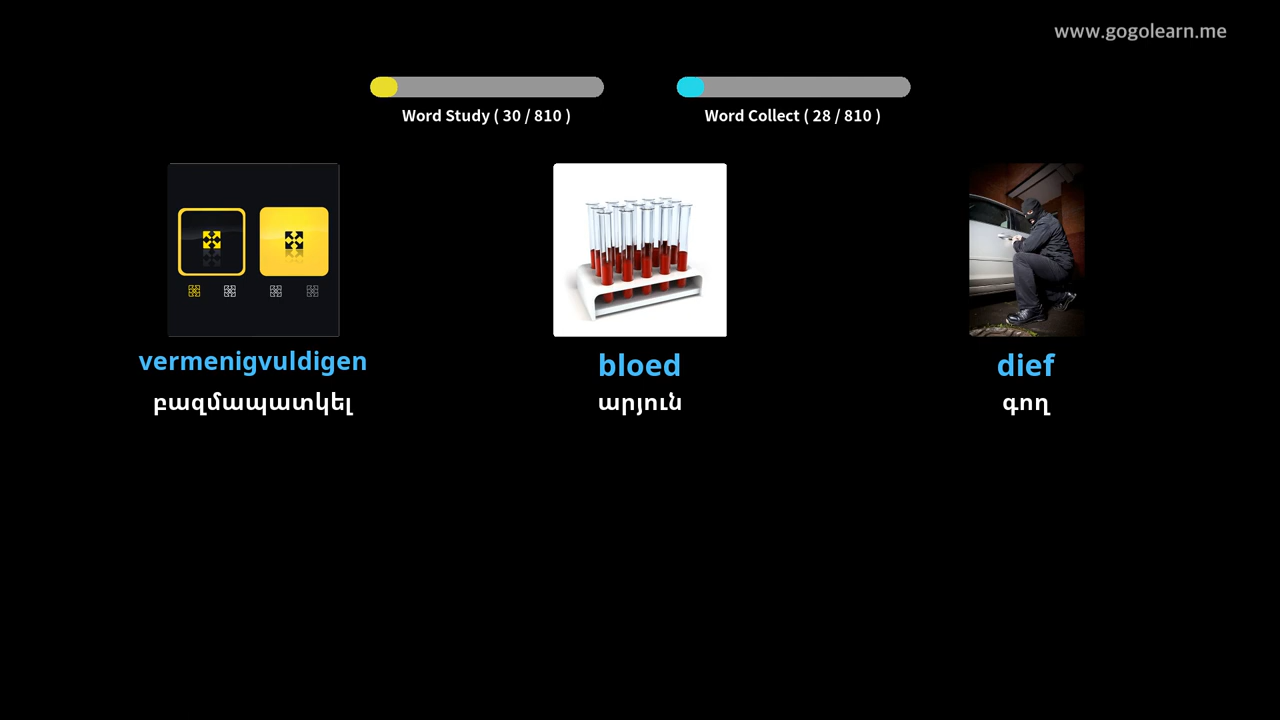 www.gogolearn.me
Word Study ( 30 / 810 )
Word Collect ( 28 / 810 )
vermenigvuldigen
բազմապատկել
bloed
արյուն
dief
գող